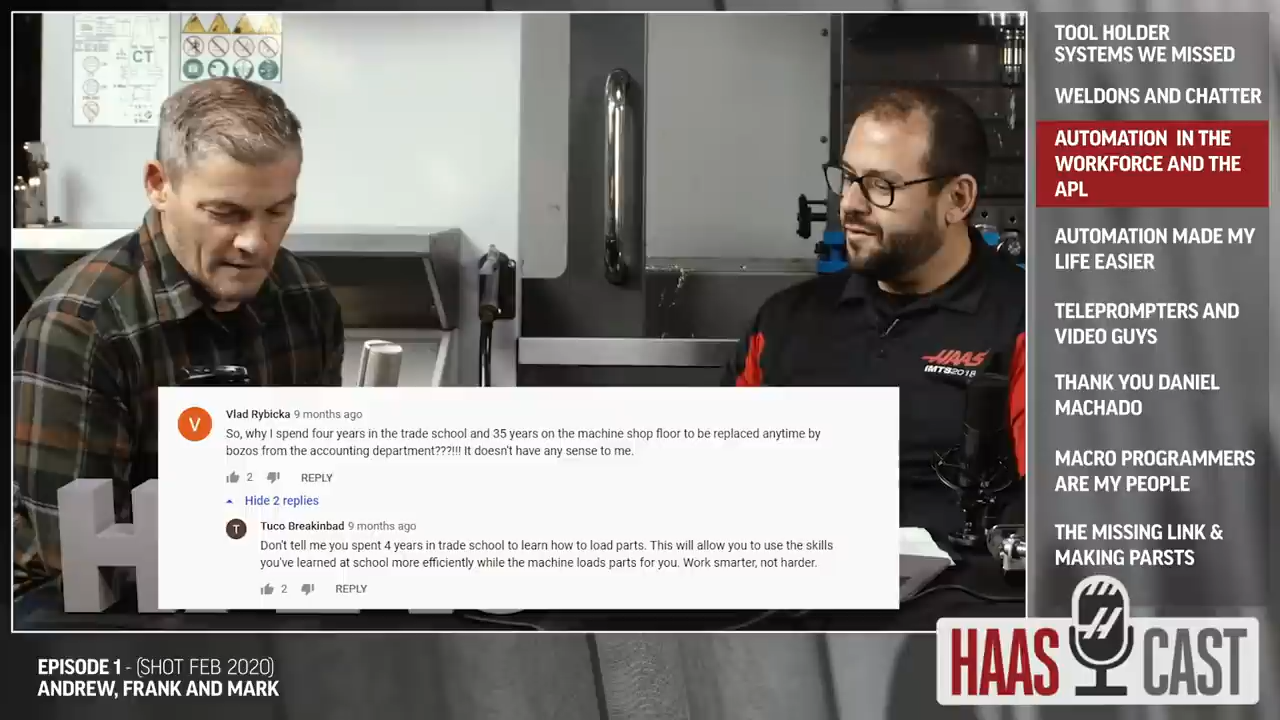 CT
HAAS
IMTS2018
V
Vlad Rybicka 9 months ago
So, why I spend four years in the trade school and 35 years on the machine shop floor to be replaced anytime by
bozos from the accounting department???!!! It doesn't have any sense to me.
2 REPLY
Hide 2 replies
T
Tuco Breakinbad 9 months ago
Don't tell me you spent 4 years in trade school to learn how to load parts. This will allow you to use the skills
you've learned at school more efficiently while the machine loads parts for you. Work smarter, not harder.
2 REPLY
H
TOOL HOLDER
SYSTEMS WE MISSED
WELDONS AND CHATTER
AUTOMATION IN THE
WORKFORCE AND THE
APL
AUTOMATION MADE MY
LIFE EASIER
TELEPROMPTERS AND
VIDEO GUYS
THANK YOU DANIEL
MACHADO
MACRO PROGRAMMERS
ARE MY PEOPLE
THE MISSING LINK &
MAKING PARSTS
EPISODE 1 - (SHOT FEB 2020)
ANDREW, FRANK AND MARK
HAAS CAST